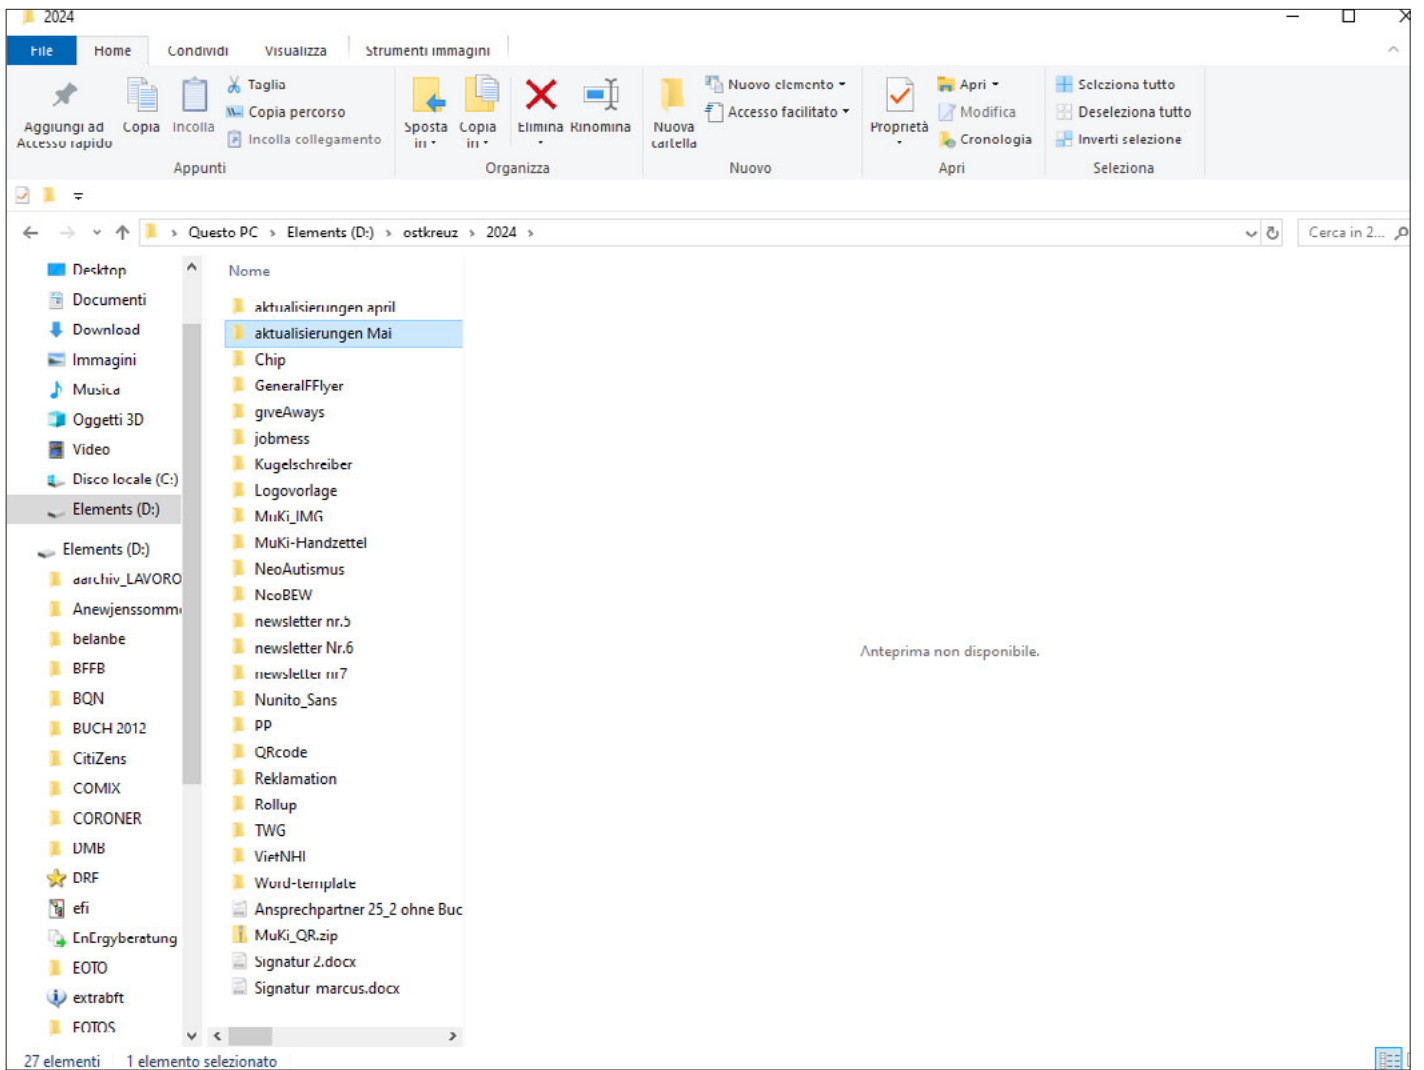 2024
File Home Condividi Visualizza Strumenti immagini
Aggiungi ad Accesso rapido
Copia
Incolla
Taglia
Copia percorso
Incolla collegamento
Appunti
Sposta in
Copia in
Elimina
Rinomina
Organizza
Nuova cartella
Nuovo elemento
Accesso facilitato
Nuovo
Proprietà
Apri
Modifica
Cronologia
Apri
Seleziona tutto
Deseleziona tutto
Inverti selezione
Seleziona
Questo PC > Elements (D:) > ostkreuz > 2024 >
Cerca in 2...
Desktop
Documenti
Download
Immagini
Musica
Oggetti 3D
Video
Disco locale (C:)
Elements (D:)
Elements (D:)
aarchiv_LAVORO
Anewjenssomm
belanbe
BFFB
BQN
BUCH 2012
CitiZens
COMIX
CORONER
DMB
DRF
efi
EnErgyberatung
EOTO
extrabft
FOTOS
Nome
aktualisierungen april
aktualisierungen Mai
Chip
GeneralFFlyer
giveAways
jobmess
Kugelschreiber
Logovorlage
MuKi_IMG
MuKi-Handzettel
NeoAutismus
NeoBEW
newsletter nr.5
newsletter Nr.6
newsletter nr7
Nunito_Sans
PP
QRcode
Reklamation
Rollup
TWG
VietNHI
Word-template
Ansprechpartner 25_2 ohne Buc
MuKi_QR.zip
Signatur 2.docx
Signatur marcus.docx
Anteprima non disponibile.
27 elementi 1 elemento selezionato